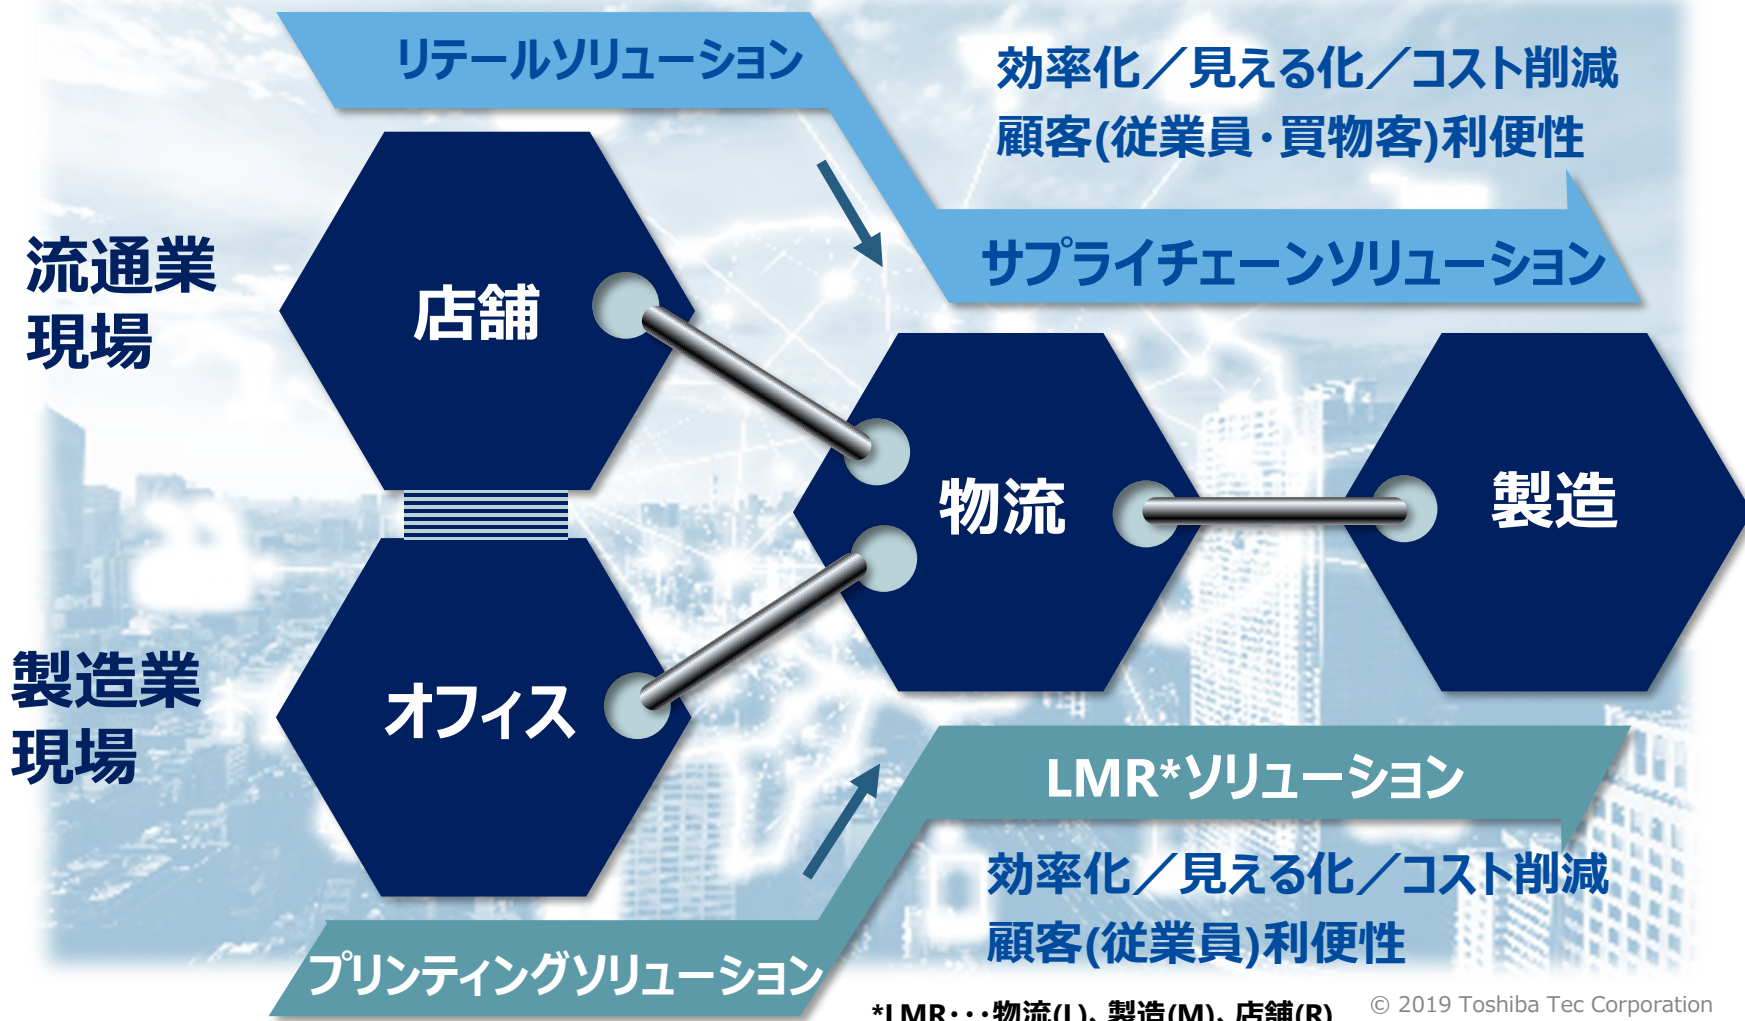 リテールソリューション
効率化／見える化／コスト削減
顧客(従業員・買物客)利便性
サプライチェーンソリューション
流通業
現場
店舗
物流
製造
製造業
現場
オフィス
LMR*ソリューション
効率化／見える化／コスト削減
顧客(従業員)利便性
プリンティングソリューション
*LMR・・・物流(L)、製造(M)、店舗(R)
© 2019 Toshiba Tec Corporation